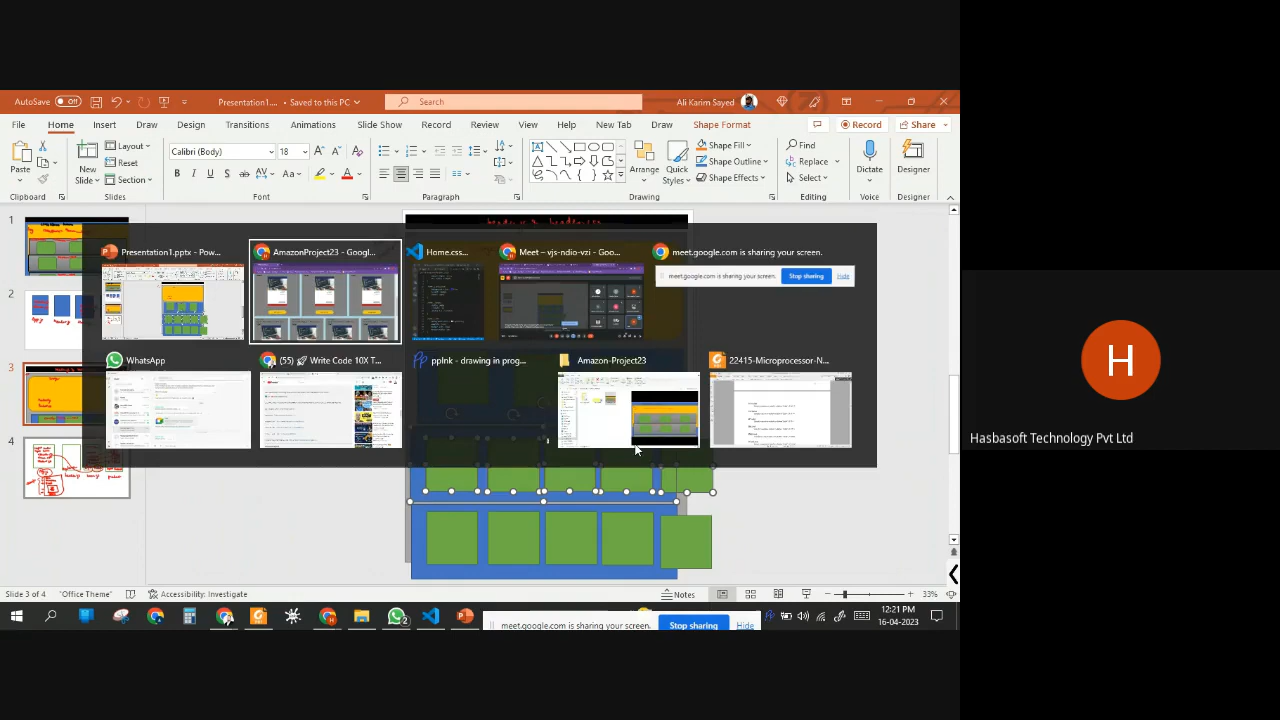 AutoSave
Off
Presentation1.... • Saved to this PC
Search
Ali Karim Sayed
File
Home
Insert
Draw
Design
Transitions
Animations
Slide Show
Record
Review
View
Help
New Tab
Draw
Shape Format
Record
Share
Paste
New
Slide
Layout
Reset
Section
Calibri (Body)
18
Shape Fill
Shape Outline
Shape Effects
Arrange
Quick
Styles
Find
Replace
Select
Dictate
Designer
Clipboard
Slides
Font
Paragraph
Drawing
Editing
Voice
Designer
1
2
3
4
Presentation1.pptx - Pow...
AmazonProject23 - Googl...
Home.css...
Meet – vjs-ndio-vzi – Goo...
meet.google.com is sharing your screen.
meet.google.com is sharing your screen.
Stop sharing
Hide
WhatsApp
(55) 🚀 Write Code 10X T...
pplnk - drawing in prog...
Amazon-Project23
22415-Microprocessor-N...
Slide 3 of 4
'Office Theme'
Accessibility: Investigate
Notes
33%
meet.google.com is sharing your screen.
Stop sharing
Hide
12:21 PM
16-04-2023
H
Hasbasoft Technology Pvt Ltd